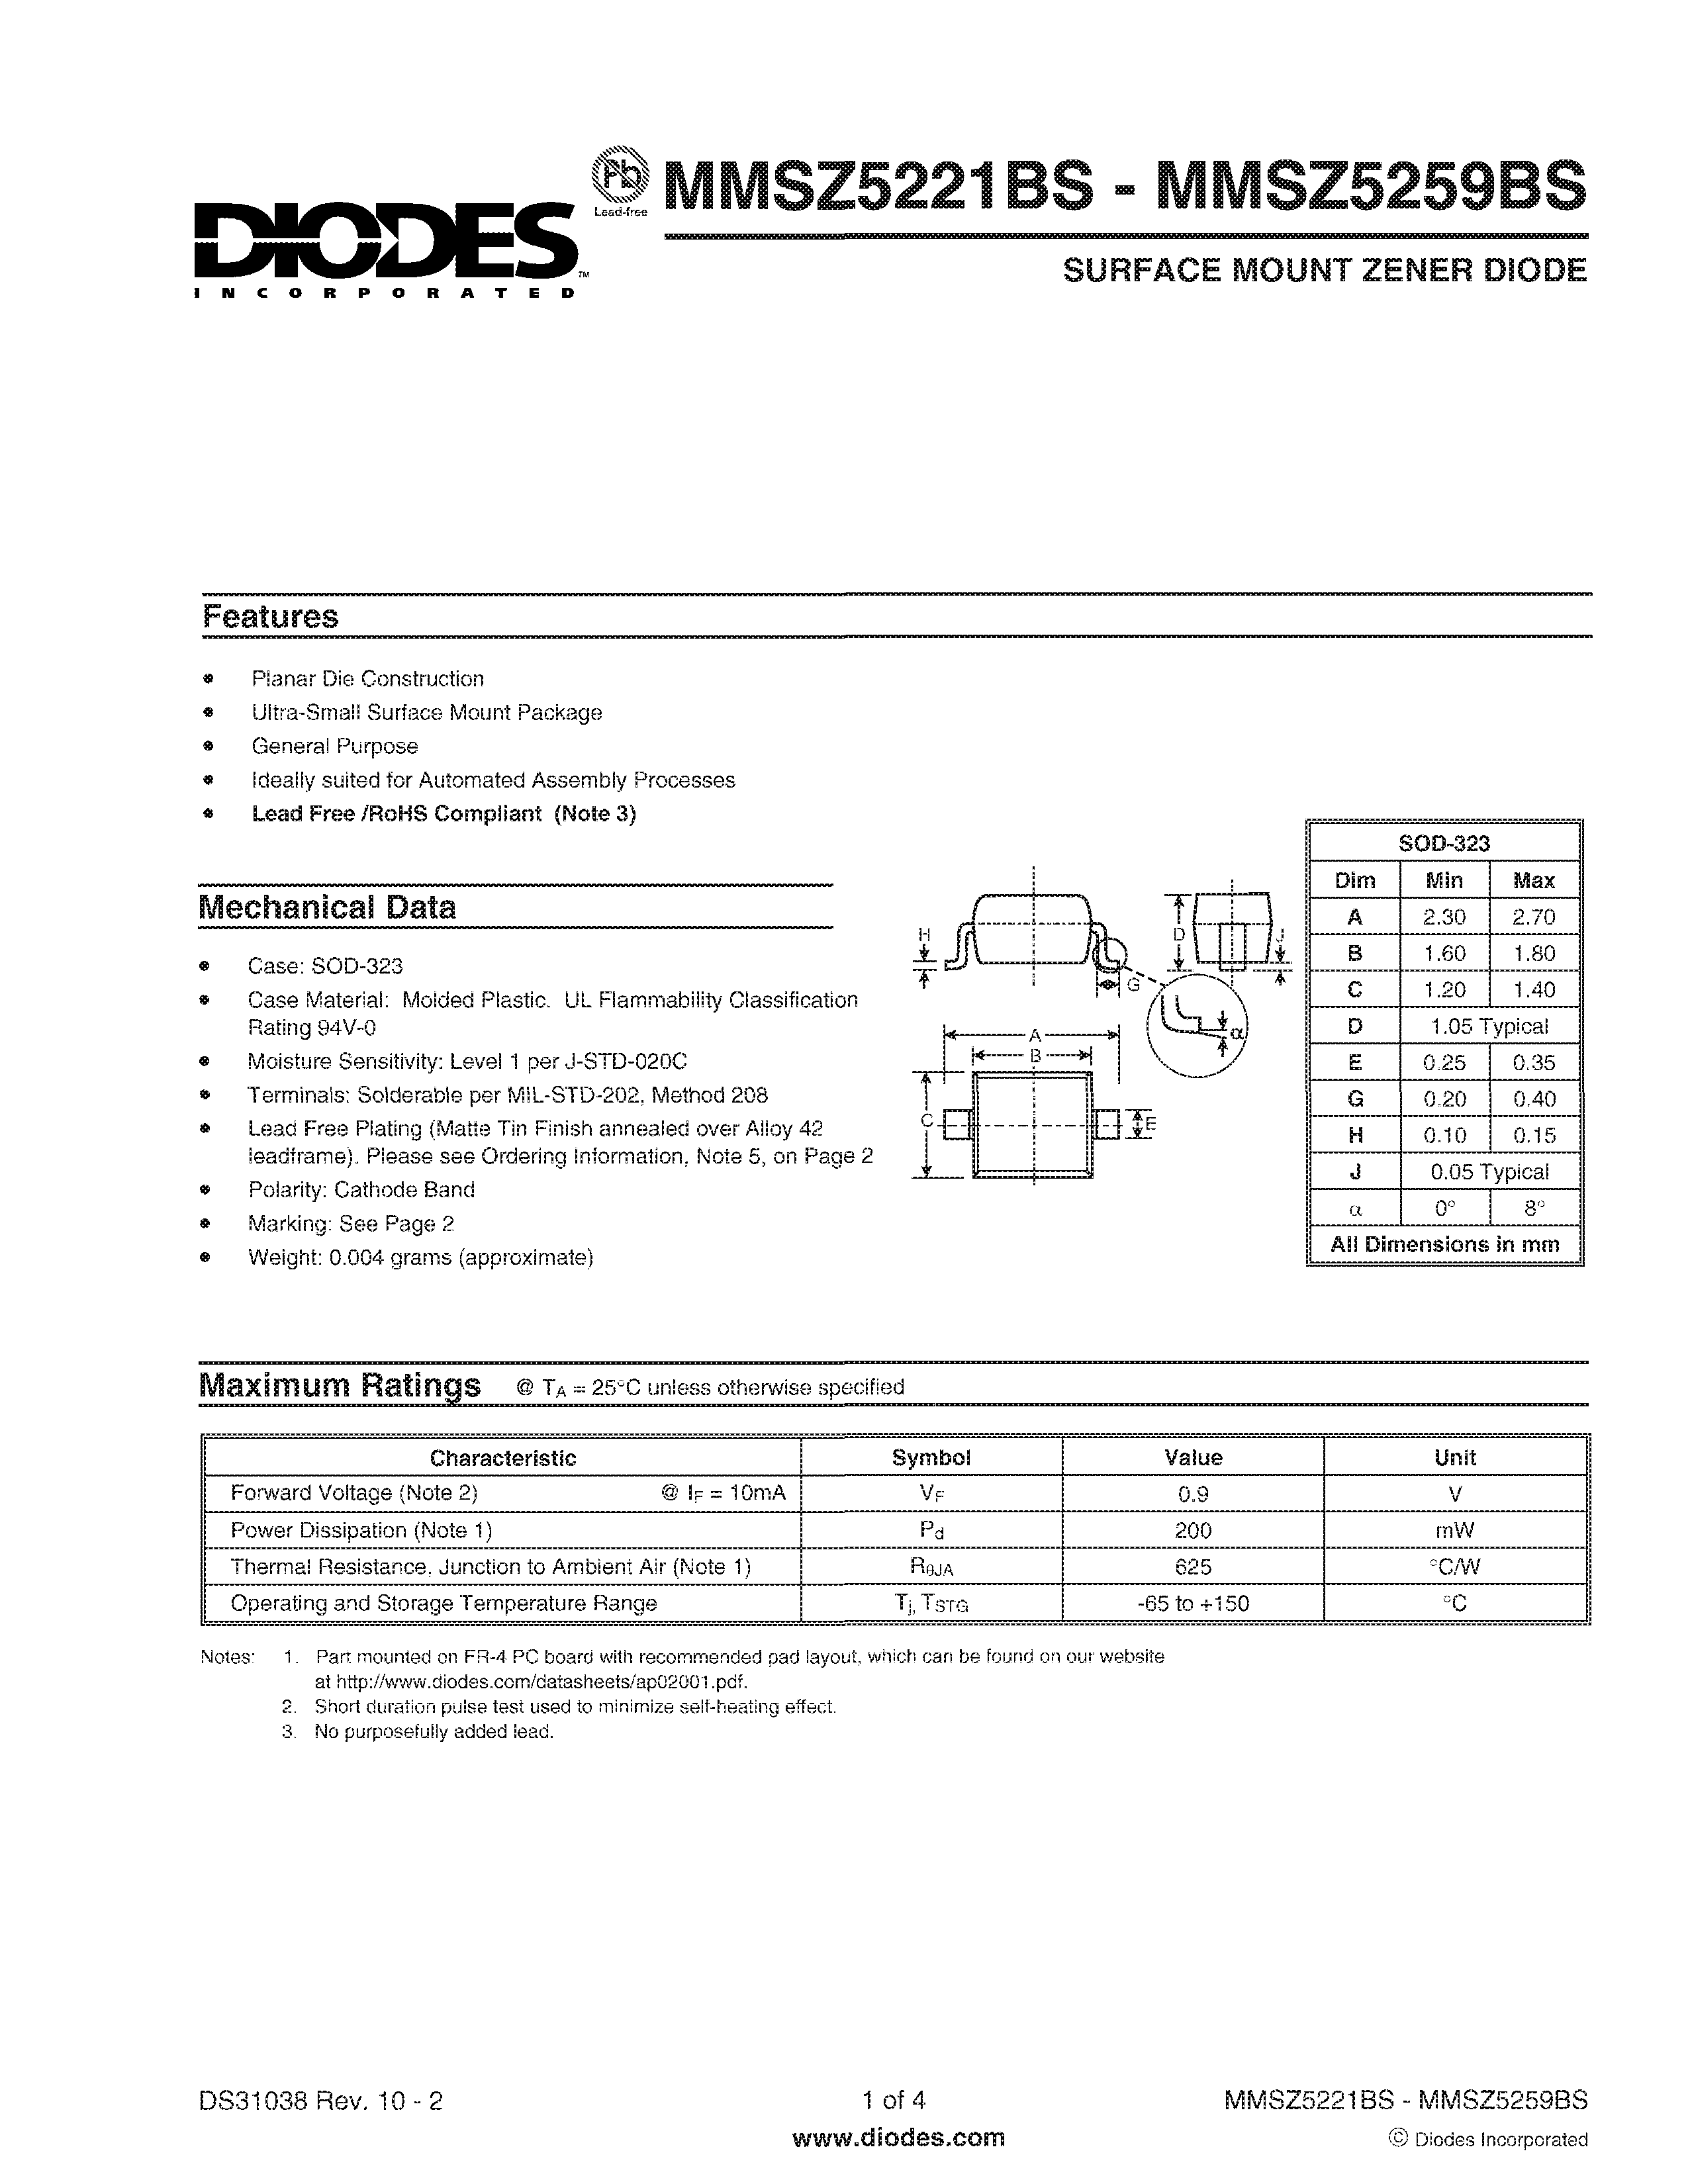 Pb
Lead-free
MMSZ5221BS - MMSZ5259BS
DIODES
INCORPORATED
TM
SURFACE MOUNT ZENER DIODE
Features
• Planar Die Construction
• Ultra-Small Surface Mount Package
• General Purpose
• Ideally suited for Automated Assembly Processes
• Lead Free /RoHS Compliant (Note 3)
Mechanical Data
• Case: SOD-323
• Case Material: Molded Plastic. UL Flammability Classification
Rating 94V-0
• Moisture Sensitivity: Level 1 per J-STD-020C
• Terminals: Solderable per MIL-STD-202, Method 208
• Lead Free Plating (Matte Tin Finish annealed over Alloy 42
leadframe). Please see Ordering Information, Note 5, on Page 2
• Polarity: Cathode Band
• Marking: See Page 2
• Weight: 0.004 grams (approximate)
H
D
J
G
α
A
B
C
E
SOD-323
Dim Min Max
A 2.30 2.70
B 1.60 1.80
C 1.20 1.40
D 1.05 Typical
E 0.25 0.35
G 0.20 0.40
H 0.10 0.15
J 0.05 Typical
α 0° 8°
All Dimensions in mm
Maximum Ratings @ TA = 25°C unless otherwise specified
Characteristic Symbol Value Unit
Forward Voltage (Note 2) @ IF = 10mA VF 0.9 V
Power Dissipation (Note 1) Pd 200 mW
Thermal Resistance, Junction to Ambient Air (Note 1) RθJA 625 °C/W
Operating and Storage Temperature Range Tj, TSTG -65 to +150 °C
Notes: 1. Part mounted on FR-4 PC board with recommended pad layout, which can be found on our website
at http://www.diodes.com/datasheets/ap02001.pdf.
2. Short duration pulse test used to minimize self-heating effect.
3. No purposefully added lead.
DS31038 Rev. 10 - 2
1 of 4
MMSZ5221BS - MMSZ5259BS
www.diodes.com
© Diodes Incorporated